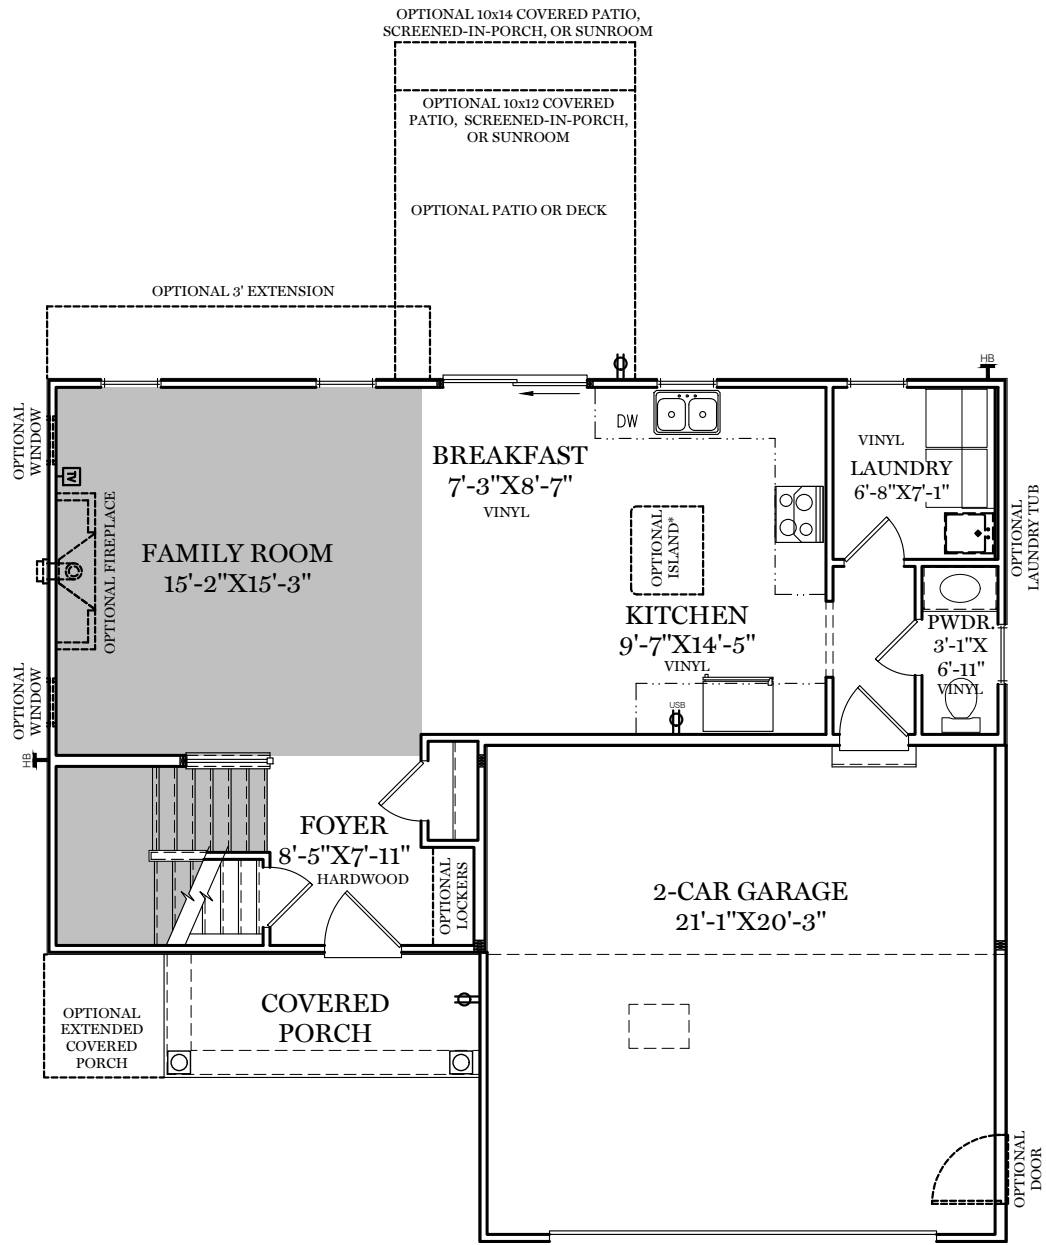 OPTIONAL 10x14 COVERED PATIO,
SCREENED-IN-PORCH, OR SUNROOM
OPTIONAL 10x12 COVERED
PATIO, SCREENED-IN-PORCH,
OR SUNROOM
OPTIONAL PATIO OR DECK
OPTIONAL 3' EXTENSION
HB
OPTIONAL
WINDOW
TV
OPTIONAL FIREPLACE
FAMILY ROOM
15'-2"X15'-3"
OPTIONAL
WINDOW
HB
BREAKFAST
7'-3"X8'-7"
VINYL
DW
OPTIONAL
ISLAND*
KITCHEN
9'-7"X14'-5"
VINYL
USB
VINYL
LAUNDRY
6'-8"X7'-1"
OPTIONAL
LAUNDRY TUB
PWDR.
3'-1"X
6'-11"
VINYL
FOYER
8'-5"X7'-11"
HARDWOOD
OPTIONAL
LOCKERS
2-CAR GARAGE
21'-1"X20'-3"
COVERED
PORCH
OPTIONAL
EXTENDED
COVERED
PORCH
OPTIONAL
DOOR